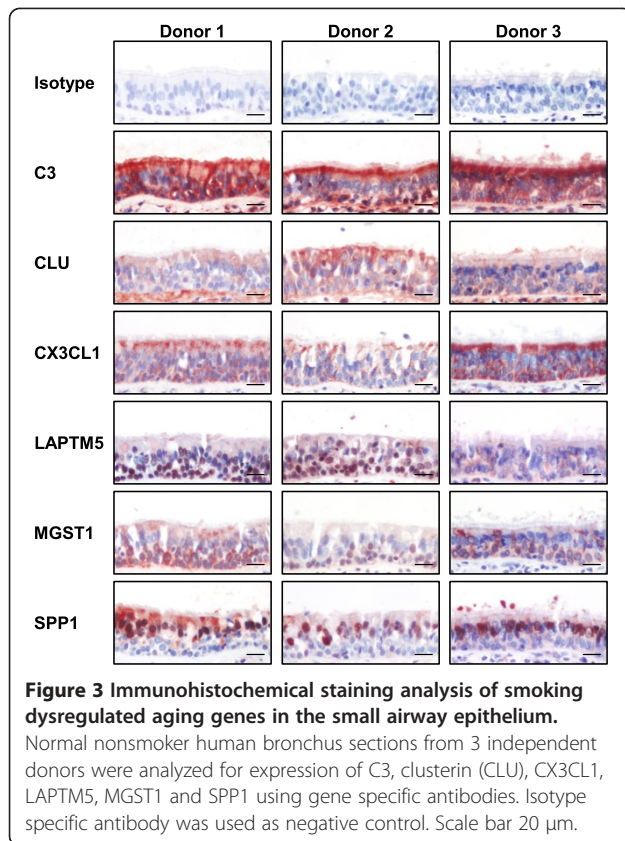 Donor 1 Donor 2 Donor 3
Isotype
C3
CLU
CX3CL1
LAPTM5
MGST1
SPP1
Figure 3 Immunohistochemical staining analysis of smoking
dysregulated aging genes in the small airway epithelium.
Normal nonsmoker human bronchus sections from 3 independent
donors were analyzed for expression of C3, clusterin (CLU), CX3CL1,
LAPTM5, MGST1 and SPP1 using gene specific antibodies. Isotype
specific antibody was used as negative control. Scale bar 20 μm.